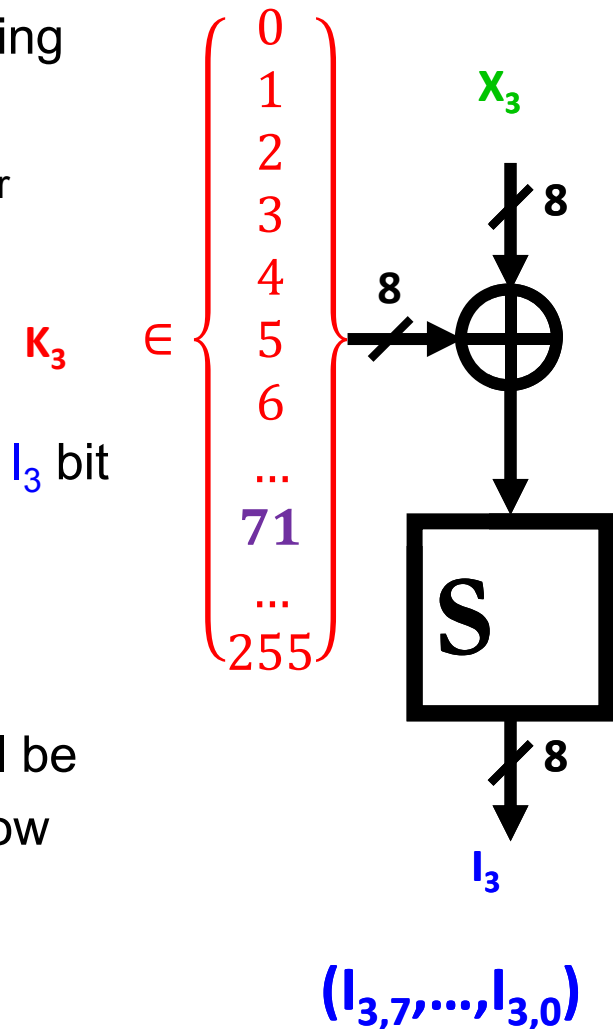 ing
r
I₃ bit
l be
ow
K₃ ∈
0
1
2
3
4
5
6
...
71
...
255
X₃
8
8
S
8
I₃
(I₃,₇,...,I₃,₀)